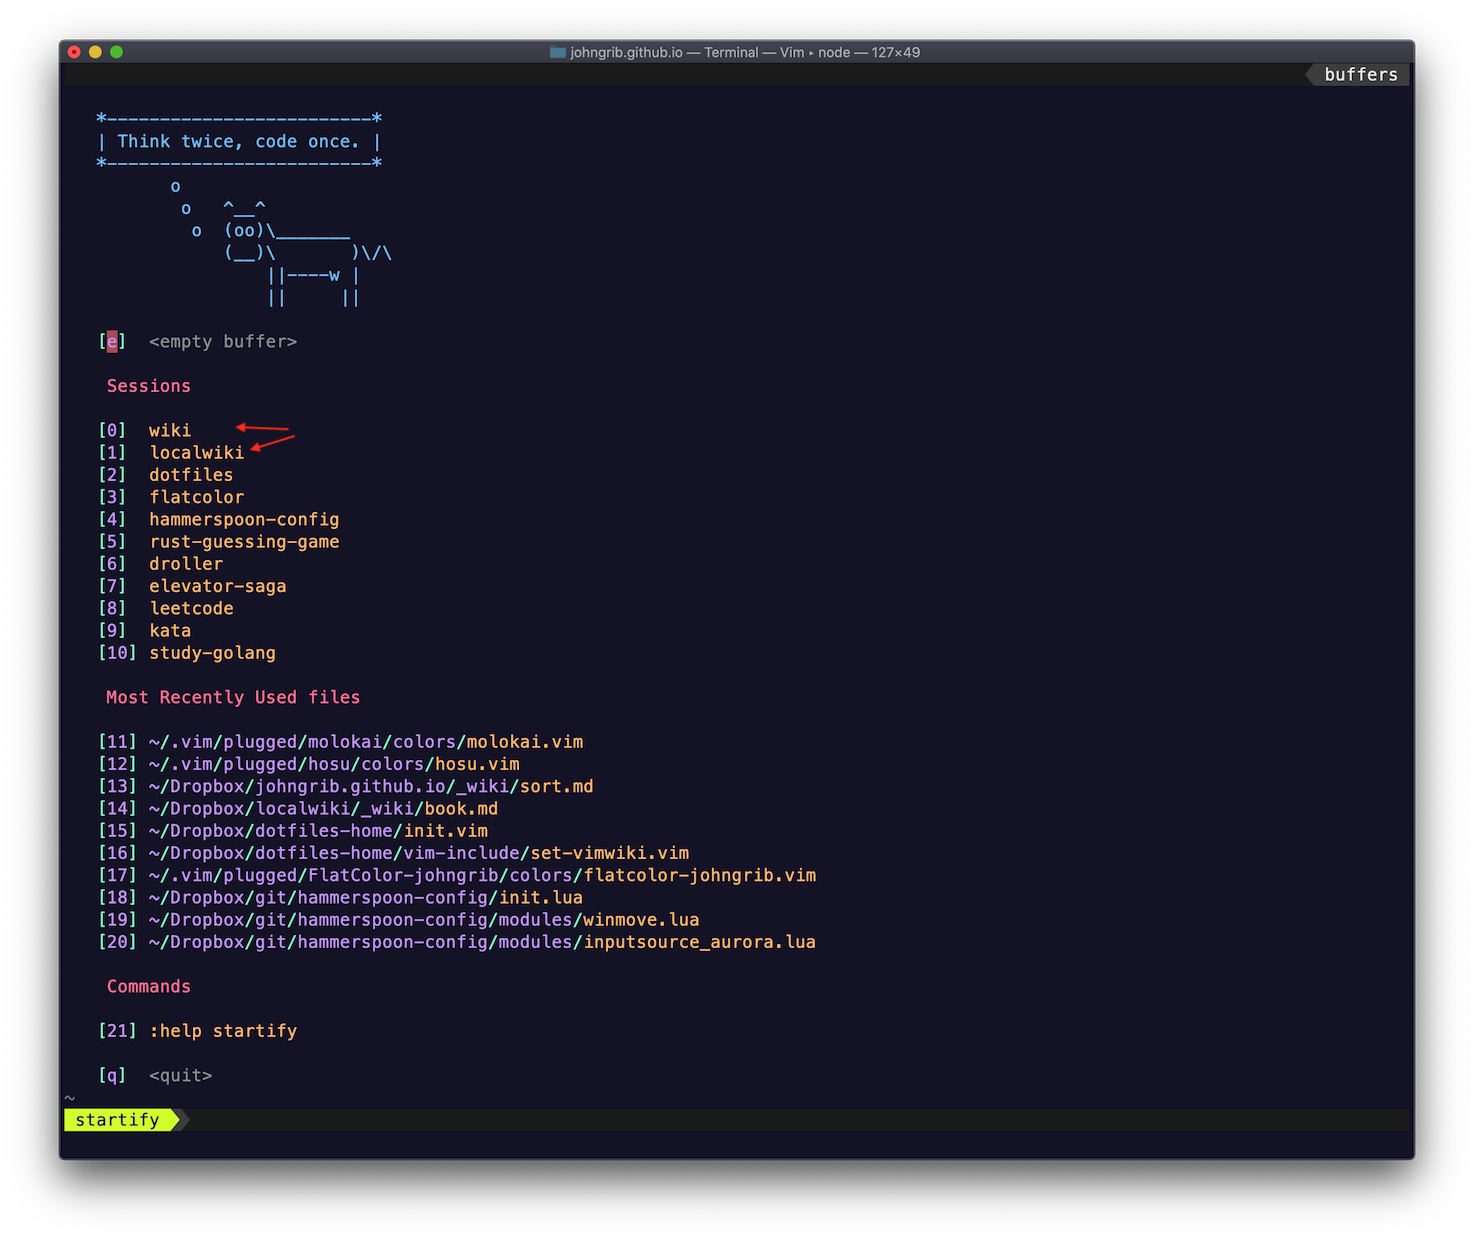 johngrib.github.io — Terminal — Vim ▸ node — 127×49
buffers
*-------------------------*
| Think twice, code once. |
*-------------------------*
       o
        o   ^__^
         o  (oo)\_______
            (__)\       )\/\
                ||----w |
                ||     ||
[e]  <empty buffer>
Sessions
[0]  wiki
[1]  localwiki
[2]  dotfiles
[3]  flatcolor
[4]  hammerspoon-config
[5]  rust-guessing-game
[6]  droller
[7]  elevator-saga
[8]  leetcode
[9]  kata
[10] study-golang
Most Recently Used files
[11] ~/.vim/plugged/molokai/colors/molokai.vim
[12] ~/.vim/plugged/hosu/colors/hosu.vim
[13] ~/Dropbox/johngrib.github.io/_wiki/sort.md
[14] ~/Dropbox/localwiki/_wiki/book.md
[15] ~/Dropbox/dotfiles-home/init.vim
[16] ~/Dropbox/dotfiles-home/vim-include/set-vimwiki.vim
[17] ~/.vim/plugged/FlatColor-johngrib/colors/flatcolor-johngrib.vim
[18] ~/Dropbox/git/hammerspoon-config/init.lua
[19] ~/Dropbox/git/hammerspoon-config/modules/winmove.lua
[20] ~/Dropbox/git/hammerspoon-config/modules/inputsource_aurora.lua
Commands
[21] :help startify
[q]  <quit>
~
startify